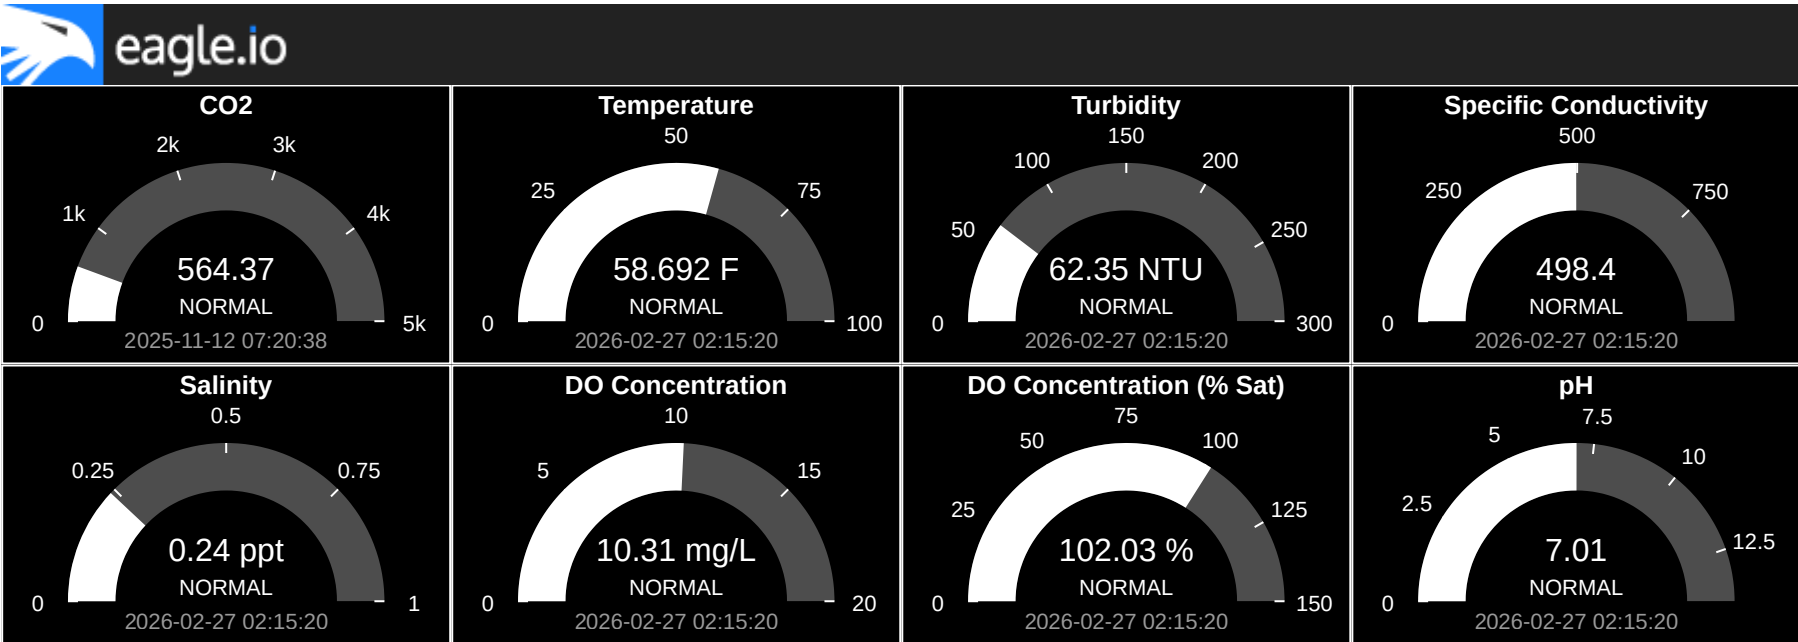 eagle.io
CO2
2k
3k
1k
4k
0
5k
564.37
NORMAL
2025-11-12 07:20:38
Temperature
50
25
75
0
100
58.692 F
NORMAL
2026-02-27 02:15:20
Turbidity
150
100
200
50
250
0
300
62.35 NTU
NORMAL
2026-02-27 02:15:20
Specific Conductivity
500
250
750
0
498.4
NORMAL
2026-02-27 02:15:20
Salinity
0.5
0.25
0.75
0
1
0.24 ppt
NORMAL
2026-02-27 02:15:20
DO Concentration
10
5
15
0
20
10.31 mg/L
NORMAL
2026-02-27 02:15:20
DO Concentration (% Sat)
75
50
100
25
125
0
150
102.03 %
NORMAL
2026-02-27 02:15:20
pH
7.5
5
10
2.5
12.5
0
7.01
NORMAL
2026-02-27 02:15:20